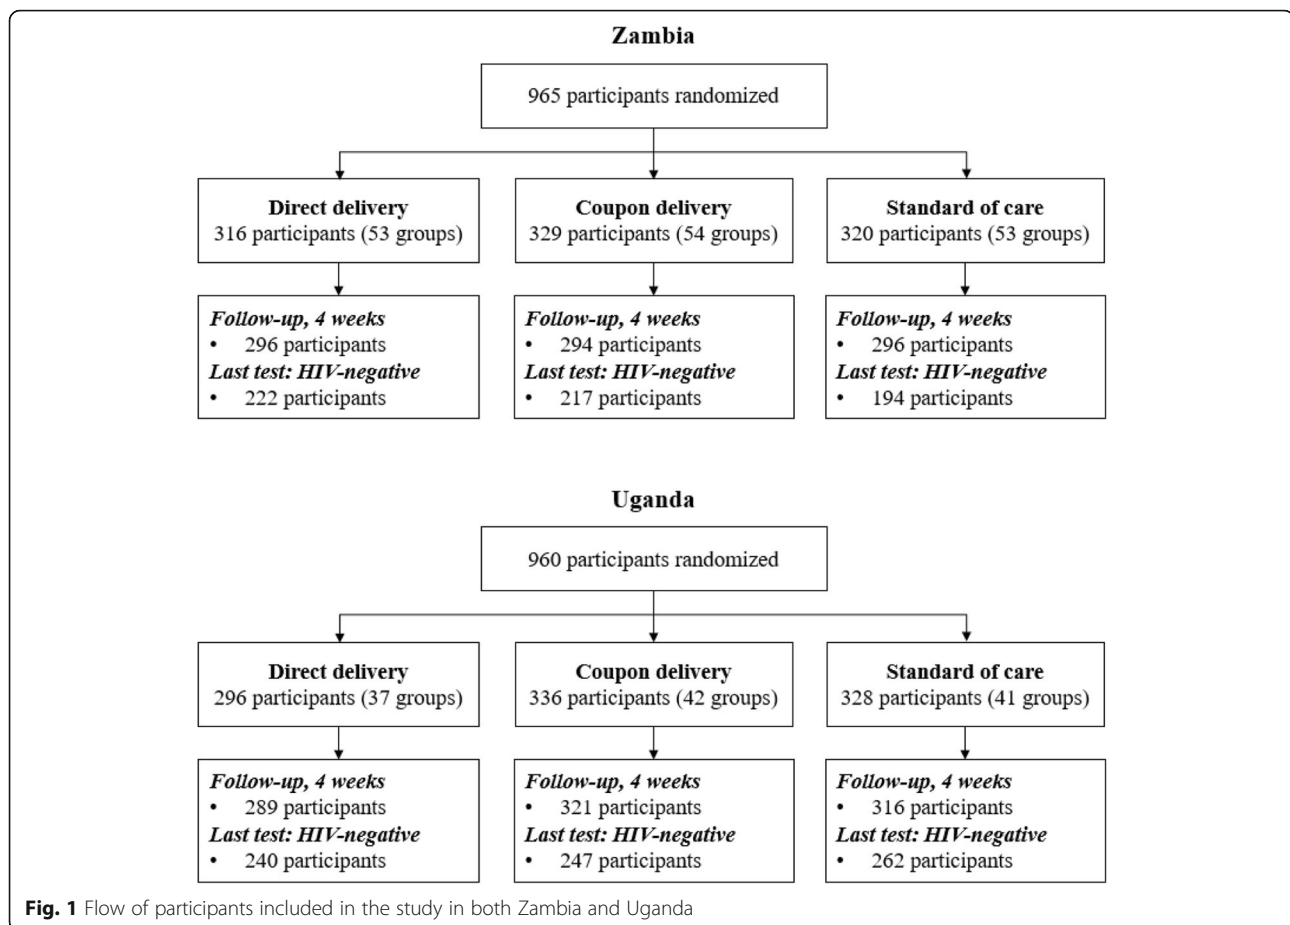 Zambia
965 participants randomized
Direct delivery
316 participants (53 groups)
Coupon delivery
329 participants (54 groups)
Standard of care
320 participants (53 groups)
Follow-up, 4 weeks
• 296 participants
Last test: HIV-negative
• 222 participants
Follow-up, 4 weeks
• 294 participants
Last test: HIV-negative
• 217 participants
Follow-up, 4 weeks
• 296 participants
Last test: HIV-negative
• 194 participants
Uganda
960 participants randomized
Direct delivery
296 participants (37 groups)
Coupon delivery
336 participants (42 groups)
Standard of care
328 participants (41 groups)
Follow-up, 4 weeks
• 289 participants
Last test: HIV-negative
• 240 participants
Follow-up, 4 weeks
• 321 participants
Last test: HIV-negative
• 247 participants
Follow-up, 4 weeks
• 316 participants
Last test: HIV-negative
• 262 participants
Fig. 1 Flow of participants included in the study in both Zambia and Uganda